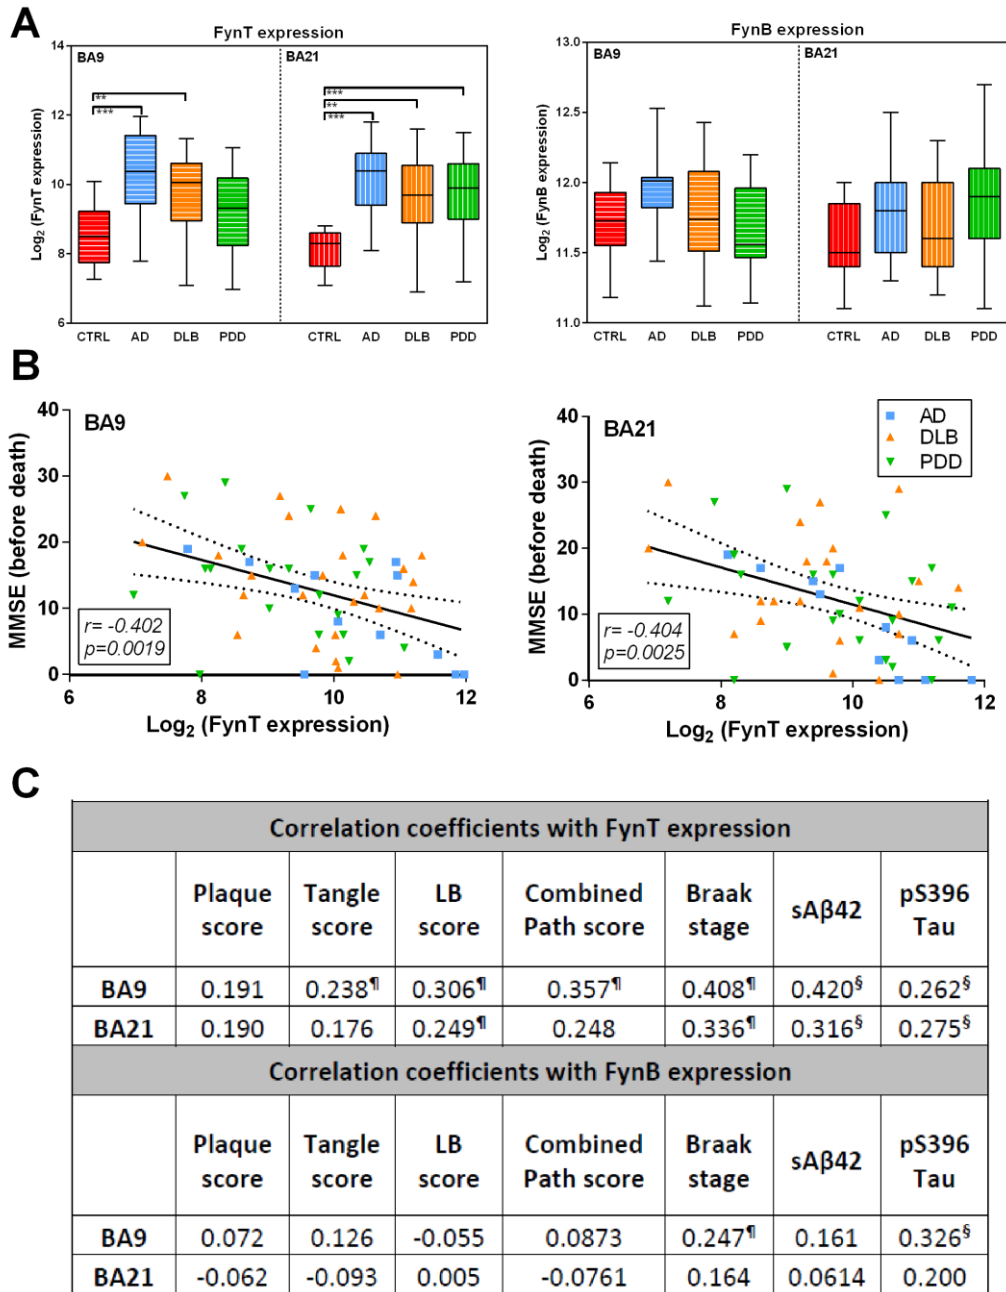 A
FynT expression
BA9
BA21
14
12
10
8
6
Log2 (FynT expression)
**
***
***
**
***
CTRL AD DLB PDD CTRL AD DLB PDD
FynB expression
BA9
BA21
13.0
12.5
12.0
11.5
11.0
Log2 (FynB expression)
CTRL AD DLB PDD CTRL AD DLB PDD
B
BA9
40
30
20
10
0
MMSE (before death)
r= -0.402
p=0.0019
6 8 10 12
Log2 (FynT expression)
BA21
AD
DLB
PDD
40
30
20
10
0
MMSE (before death)
r= -0.404
p=0.0025
6 8 10 12
Log2 (FynT expression)
C
Correlation coefficients with FynT expression
Plaque score Tangle score LB score Combined Path score Braak stage sAβ42 pS396 Tau
BA9 0.191 0.238¶ 0.306¶ 0.357¶ 0.408¶ 0.420§ 0.262§
BA21 0.190 0.176 0.249¶ 0.248 0.336¶ 0.316§ 0.275§
Correlation coefficients with FynB expression
Plaque score Tangle score LB score Combined Path score Braak stage sAβ42 pS396 Tau
BA9 0.072 0.126 -0.055 0.0873 0.247¶ 0.161 0.326§
BA21 -0.062 -0.093 0.005 -0.0761 0.164 0.0614 0.200